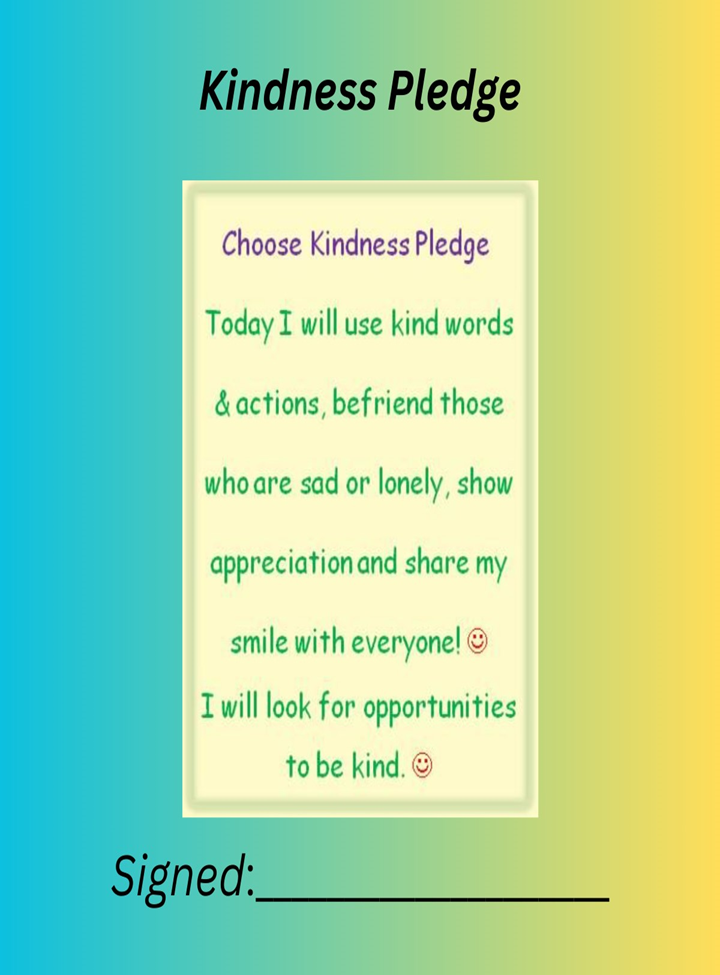 Kindness Pledge
Choose Kindness Pledge
Today I will use kind words
& actions, befriend those
who are sad or lonely, show
appreciation and share my
smile with everyone! ☺
I will look for opportunities
to be kind. ☺
Signed:____________________